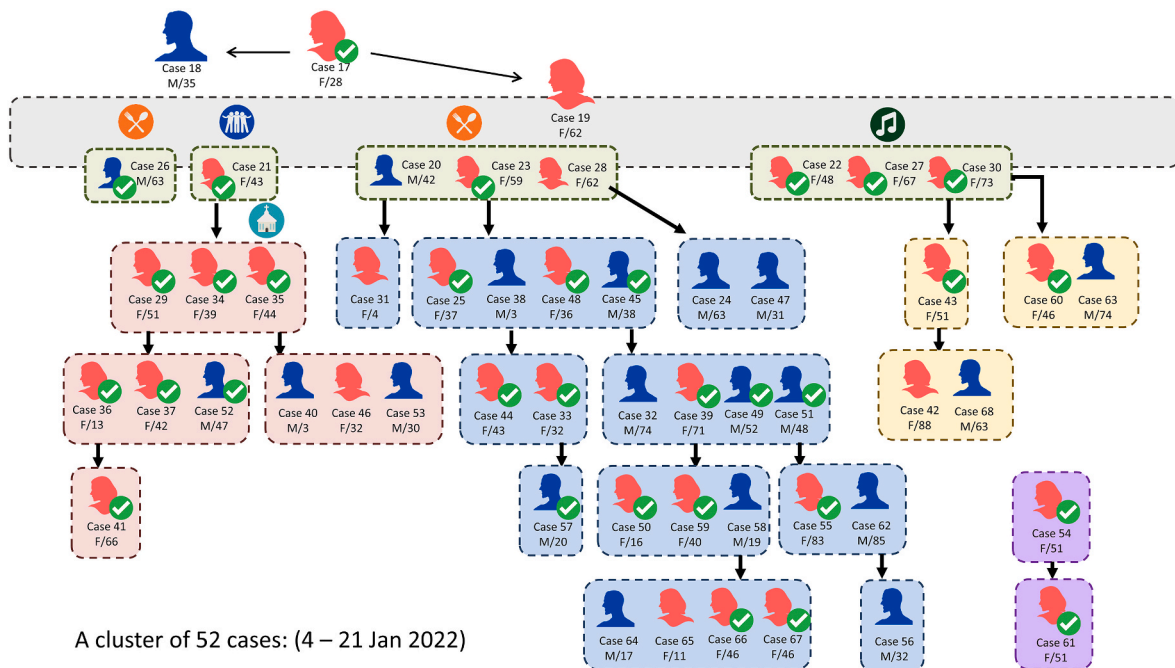 Case 18
M/35
Case 17
F/28
Case 19
F/62
Case 26
M/63
Case 21
F/43
Case 20
M/42
Case 23
F/59
Case 28
F/62
Case 22
F/48
Case 27
F/67
Case 30
F/73
Case 29
F/51
Case 34
F/39
Case 35
F/44
Case 31
F/4
Case 25
F/37
Case 38
M/3
Case 48
F/36
Case 45
M/38
Case 24
M/63
Case 47
M/31
Case 43
F/51
Case 60
F/46
Case 63
M/74
Case 36
F/13
Case 37
F/42
Case 52
M/47
Case 40
M/3
Case 46
F/32
Case 53
M/30
Case 44
F/43
Case 33
F/32
Case 32
M/74
Case 39
F/71
Case 49
M/52
Case 51
M/48
Case 42
F/88
Case 68
M/63
Case 41
F/66
Case 57
M/20
Case 50
F/16
Case 59
F/40
Case 58
M/19
Case 55
F/83
Case 62
M/85
Case 54
F/51
Case 64
M/17
Case 65
F/11
Case 66
F/46
Case 67
F/46
Case 56
M/32
Case 61
F/51
A cluster of 52 cases: (4 – 21 Jan 2022)